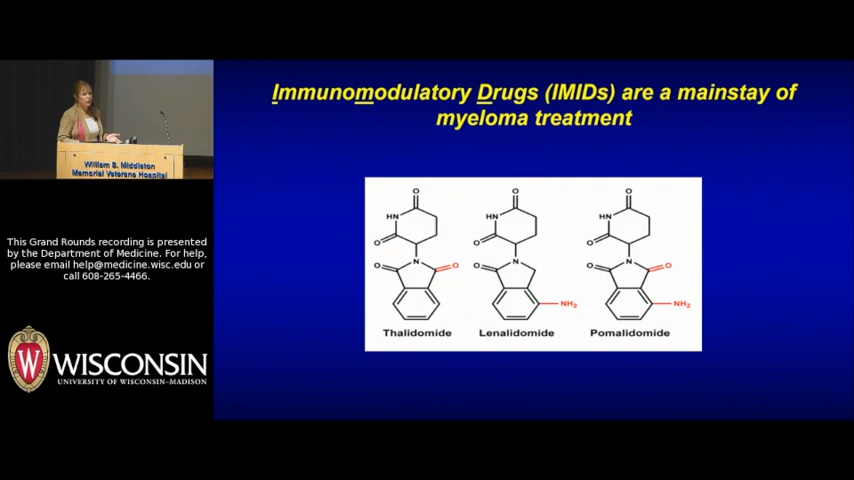 Immunomodulatory Drugs (IMIDs) are a mainstay of
myeloma treatment
O
HN
O
N
O
O
Thalidomide
O
HN
O
N
O
NH2
Lenalidomide
O
HN
O
N
O
O
NH2
Pomalidomide
William S. Middleton
Memorial Veterans Hospital
This Grand Rounds recording is presented
by the Department of Medicine. For help,
please email help@medicine.wisc.edu or
call 608-265-4466.
W
WISCONSIN
UNIVERSITY OF WISCONSIN–MADISON